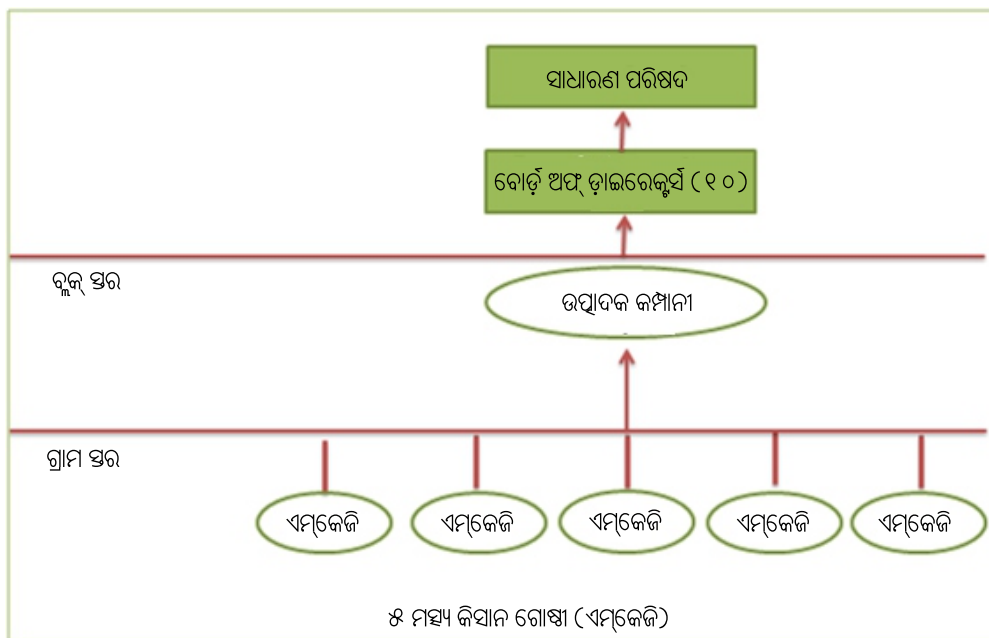 ସାଧାରଣ ପରିଷଦ
ବୋର୍ଡ଼ ଅଫ୍ ଡ଼ାଇରେକ୍ଟର୍ସ (୧୦)
ବ୍ଲକ୍ ସ୍ତର
ଉତ୍ପାଦକ କମ୍ପାନୀ
ଗ୍ରାମ ସ୍ତର
ଏମ୍‌କେଜି ଏମ୍‌କେଜି ଏମ୍‌କେଜି ଏମ୍‌କେଜି ଏମ୍‌କେଜି
୫ ମତ୍ସ୍ୟ କିସାନ ଗୋଷ୍ଠୀ (ଏମ୍‌କେଜି)